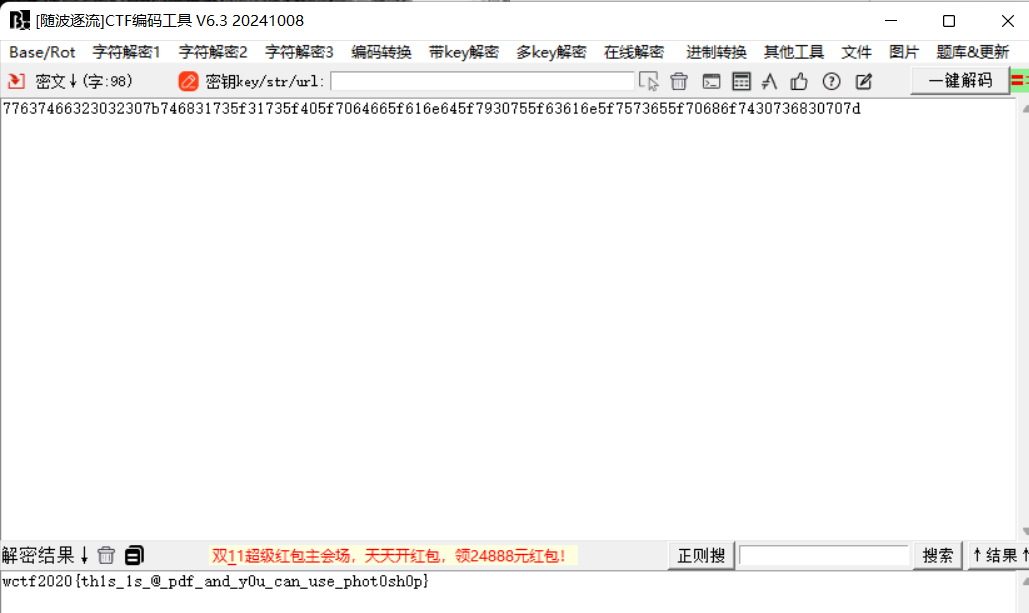 [随波逐流]CTF编码工具 V6.3 20241008
Base/Rot 字符解密1 字符解密2 字符解密3 编码转换 带key解密 多key解密 在线解密 进制转换 其他工具 文件 图片 题库&更新
密文↓(字:98) 密钥key/str/url: 一键解码
77637466323032307b746831735f31735f405f7064665f616e645f7930755f63616e5f7573655f70686f7430736830707d
解密结果↓ 双11超级红包主会场，天天开红包，领24888元红包！ 正则搜 搜索 ↑结果↑
wctf2020{th1s_1s_@_pdf_and_y0u_can_use_phot0sh0p}